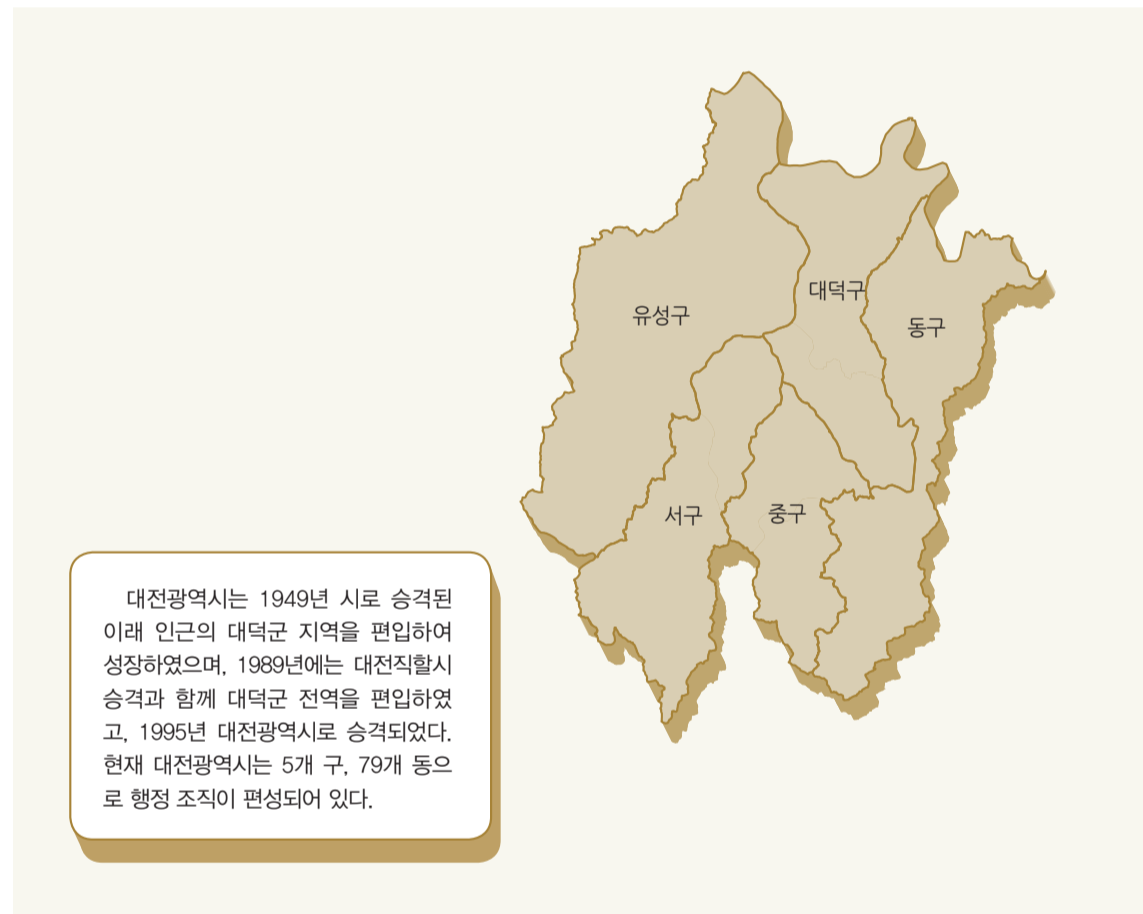 대덕구
유성구
동구
서구
중구
대전광역시는 1949년 시로 승격된
이래 인근의 대덕군 지역을 편입하여
성장하였으며, 1989년에는 대전직할시
승격과 함께 대덕군 전역을 편입하였
고, 1995년 대전광역시로 승격되었다.
현재 대전광역시는 5개 구, 79개 동으
로 행정 조직이 편성되어 있다.